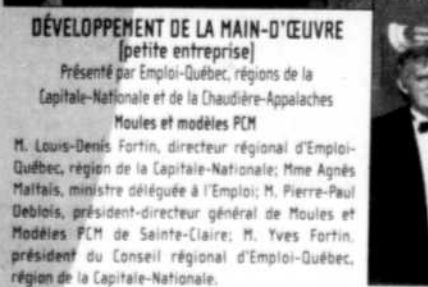 DÉVELOPPEMENT DE LA MAIN-D'ŒUVRE
[petite entreprise]
Présenté par Emploi-Québec, régions de la
Capitale-Nationale et de la Chaudière-Appalaches
Moules et modèles PCM
M. Louis-Denis Fortin, directeur régional d'Emploi-
Québec, région de la Capitale-Nationale; Mme Agnès
Maltais, ministre déléguée à l'Emploi; M. Pierre-Paul
Deblois, président-directeur général de Moules et
Modèles PCM de Sainte-Claire; M. Yves Fortin,
président du Conseil régional d'Emploi-Québec,
région de la Capitale-Nationale.